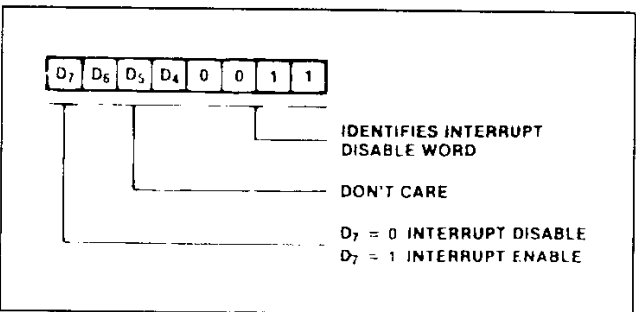 D7 D6 D5 D4 0 0 1 1
IDENTIFIES INTERRUPT
DISABLE WORD
DON'T CARE
D7 = 0 INTERRUPT DISABLE
D7 = 1 INTERRUPT ENABLE